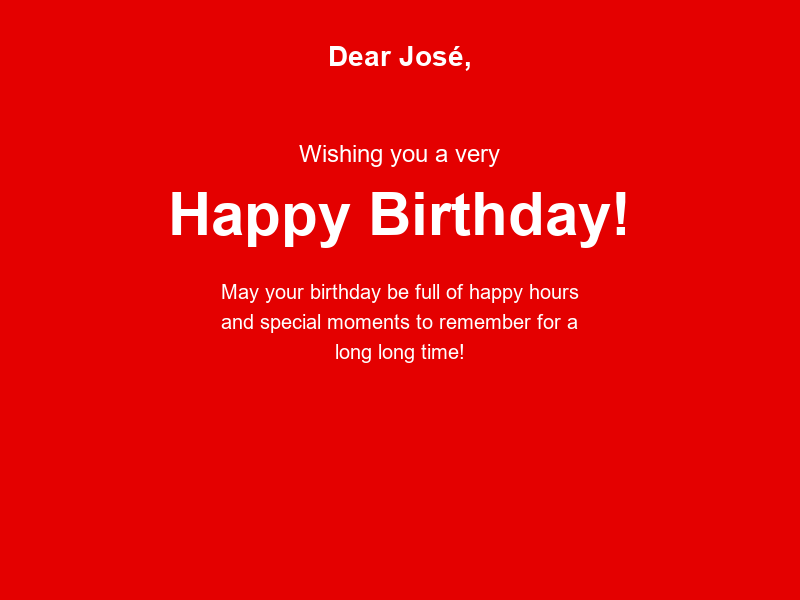 Dear José,
Wishing you a very
Happy Birthday!
May your birthday be full of happy hours
and special moments to remember for a
long long time!